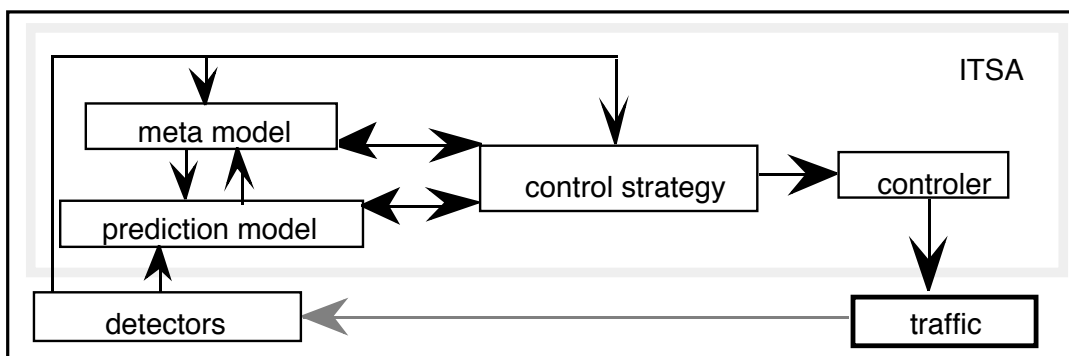 ITSA
meta model
control strategy
controler
prediction model
detectors
traffic